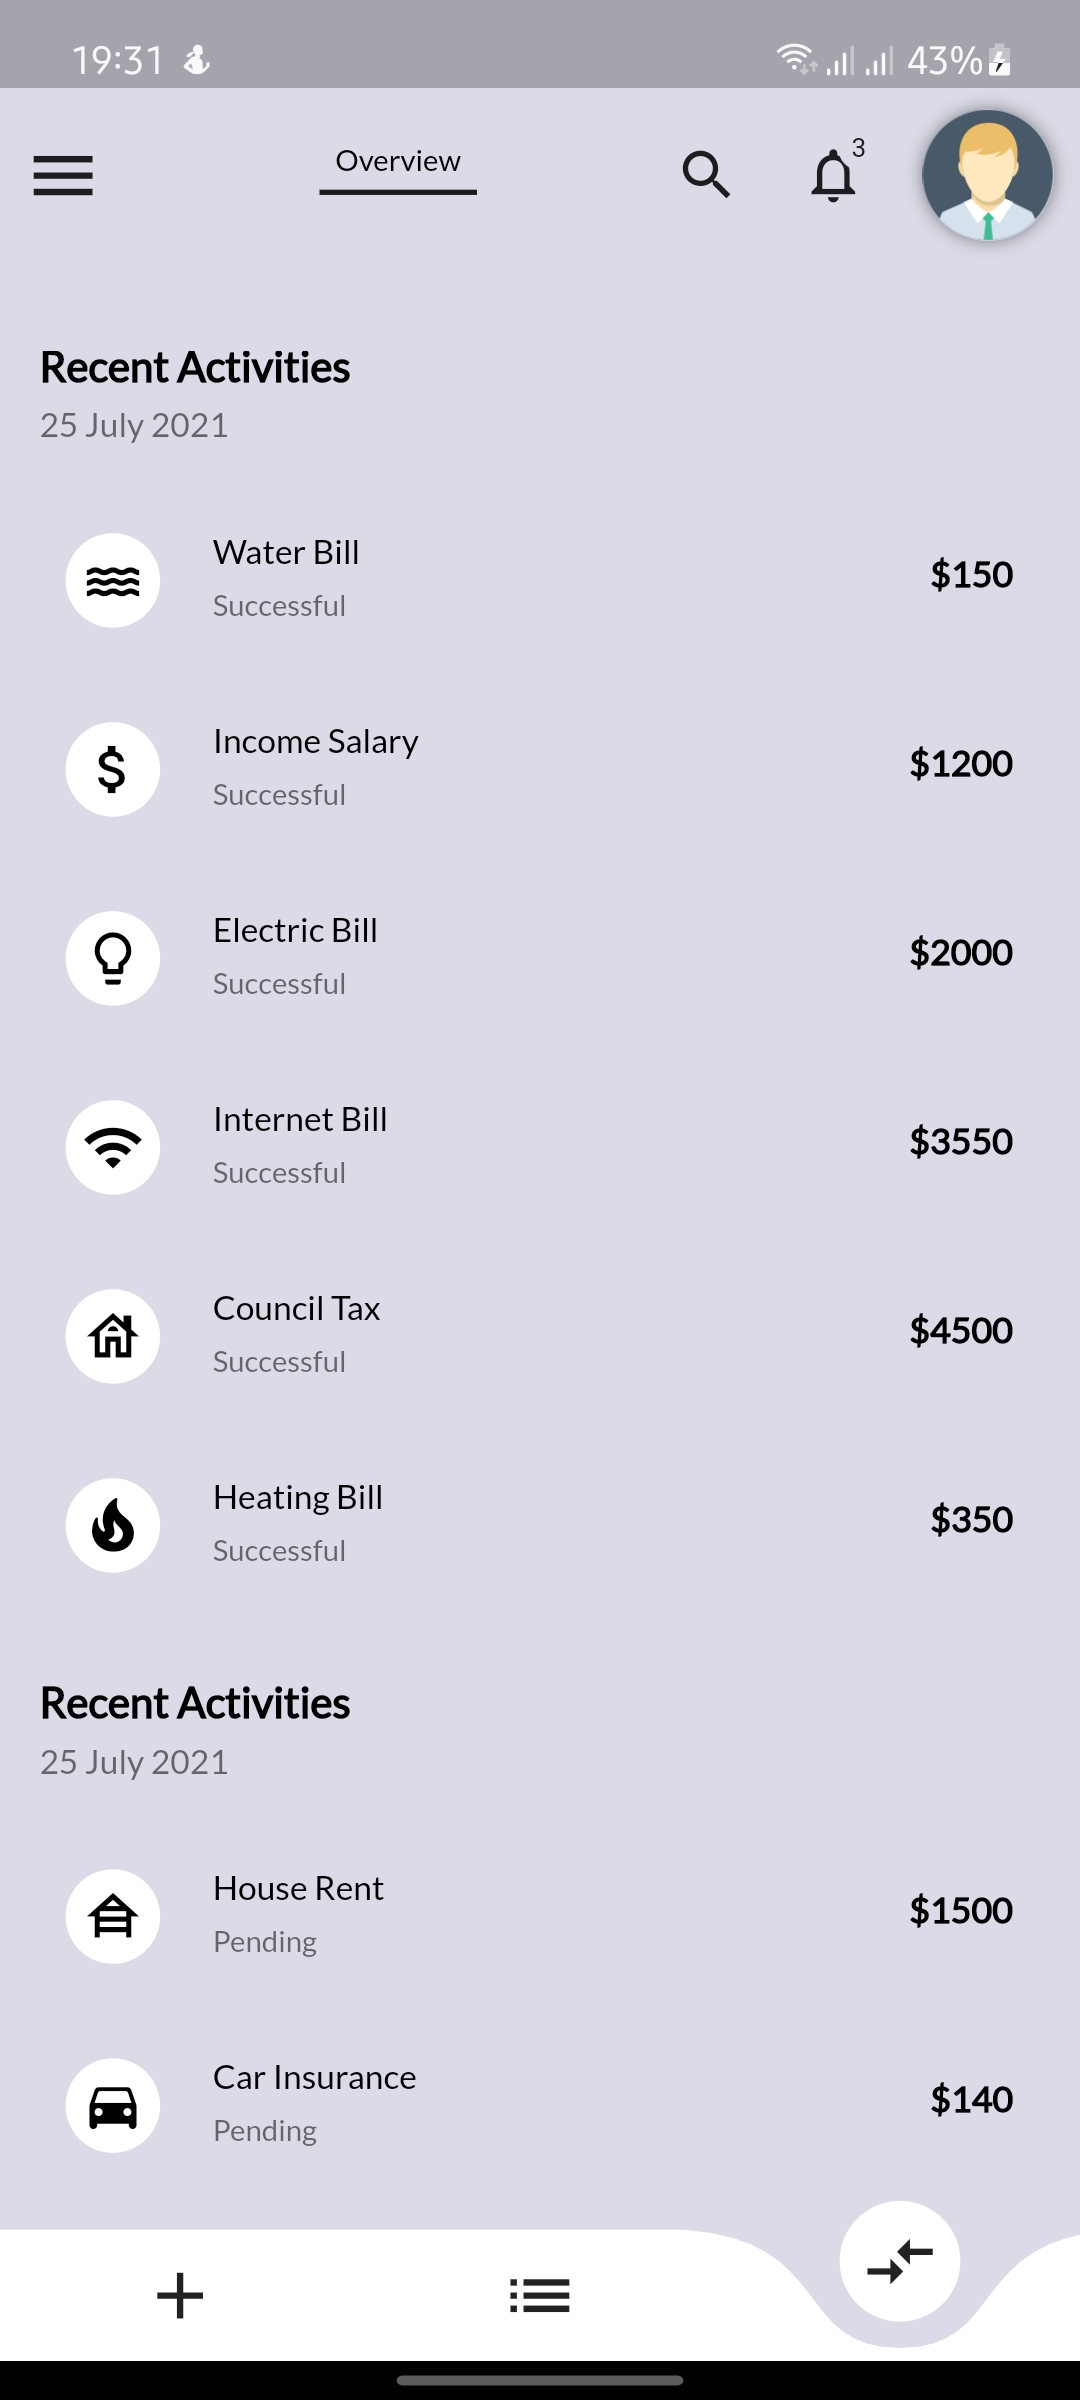 19:31
43%
Overview
3
Recent Activities
25 July 2021
Water Bill
Successful
$150
Income Salary
Successful
$1200
Electric Bill
Successful
$2000
Internet Bill
Successful
$3550
Council Tax
Successful
$4500
Heating Bill
Successful
$350
Recent Activities
25 July 2021
House Rent
Pending
$1500
Car Insurance
Pending
$140